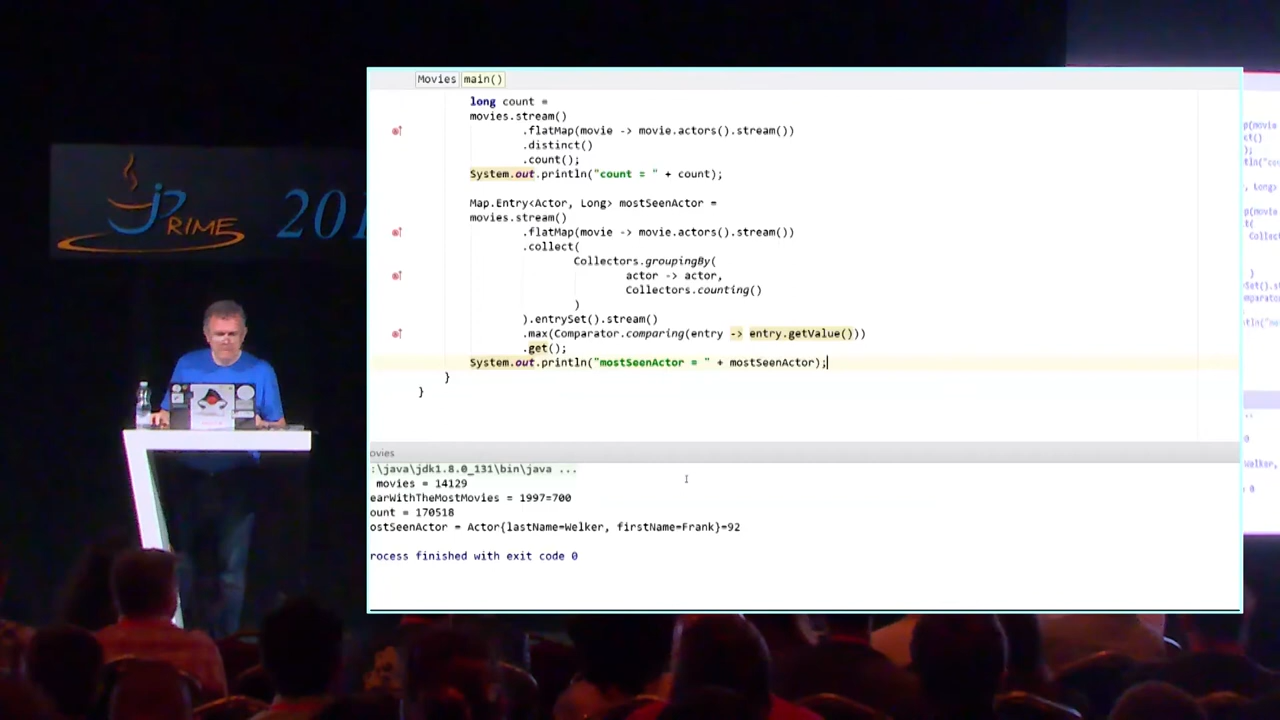 Movies main()
long count =
movies.stream()
.flatMap(movie -> movie.actors().stream())
.distinct()
.count();
System.out.println("count = " + count);
Map.Entry<Actor, Long> mostSeenActor =
movies.stream()
.flatMap(movie -> movie.actors().stream())
.collect(
Collectors.groupingBy(
actor -> actor,
Collectors.counting()
)
).entrySet().stream()
.max(Comparator.comparing(entry -> entry.getValue()))
.get();
System.out.println("mostSeenActor = " + mostSeenActor);
}
}
ovies
:\java\jdk1.8.0_131\bin\java ...
movies = 14129
earWithTheMostMovies = 1997=700
ount = 170518
ostSeenActor = Actor{lastName=Welker, firstName=Frank}=92
rocess finished with exit code 0
jPRIME 201